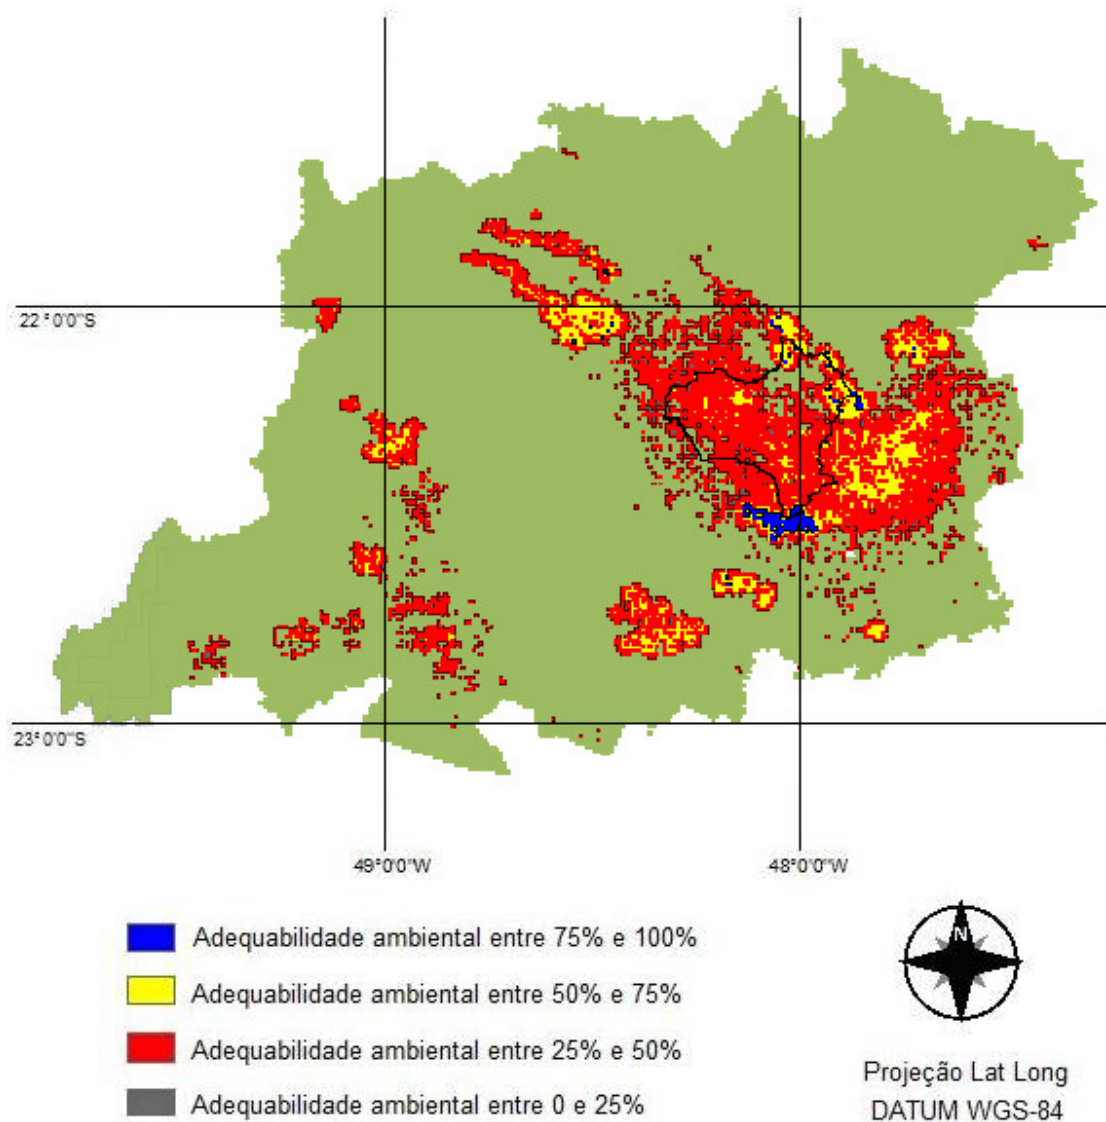 22°0'0"S
23°0'0"S
49°0'0"W
48°0'0"W
Adequabilidade ambiental entre 75% e 100%
Adequabilidade ambiental entre 50% e 75%
Adequabilidade ambiental entre 25% e 50%
Adequabilidade ambiental entre 0 e 25%
N
Projeção Lat Long
DATUM WGS-84